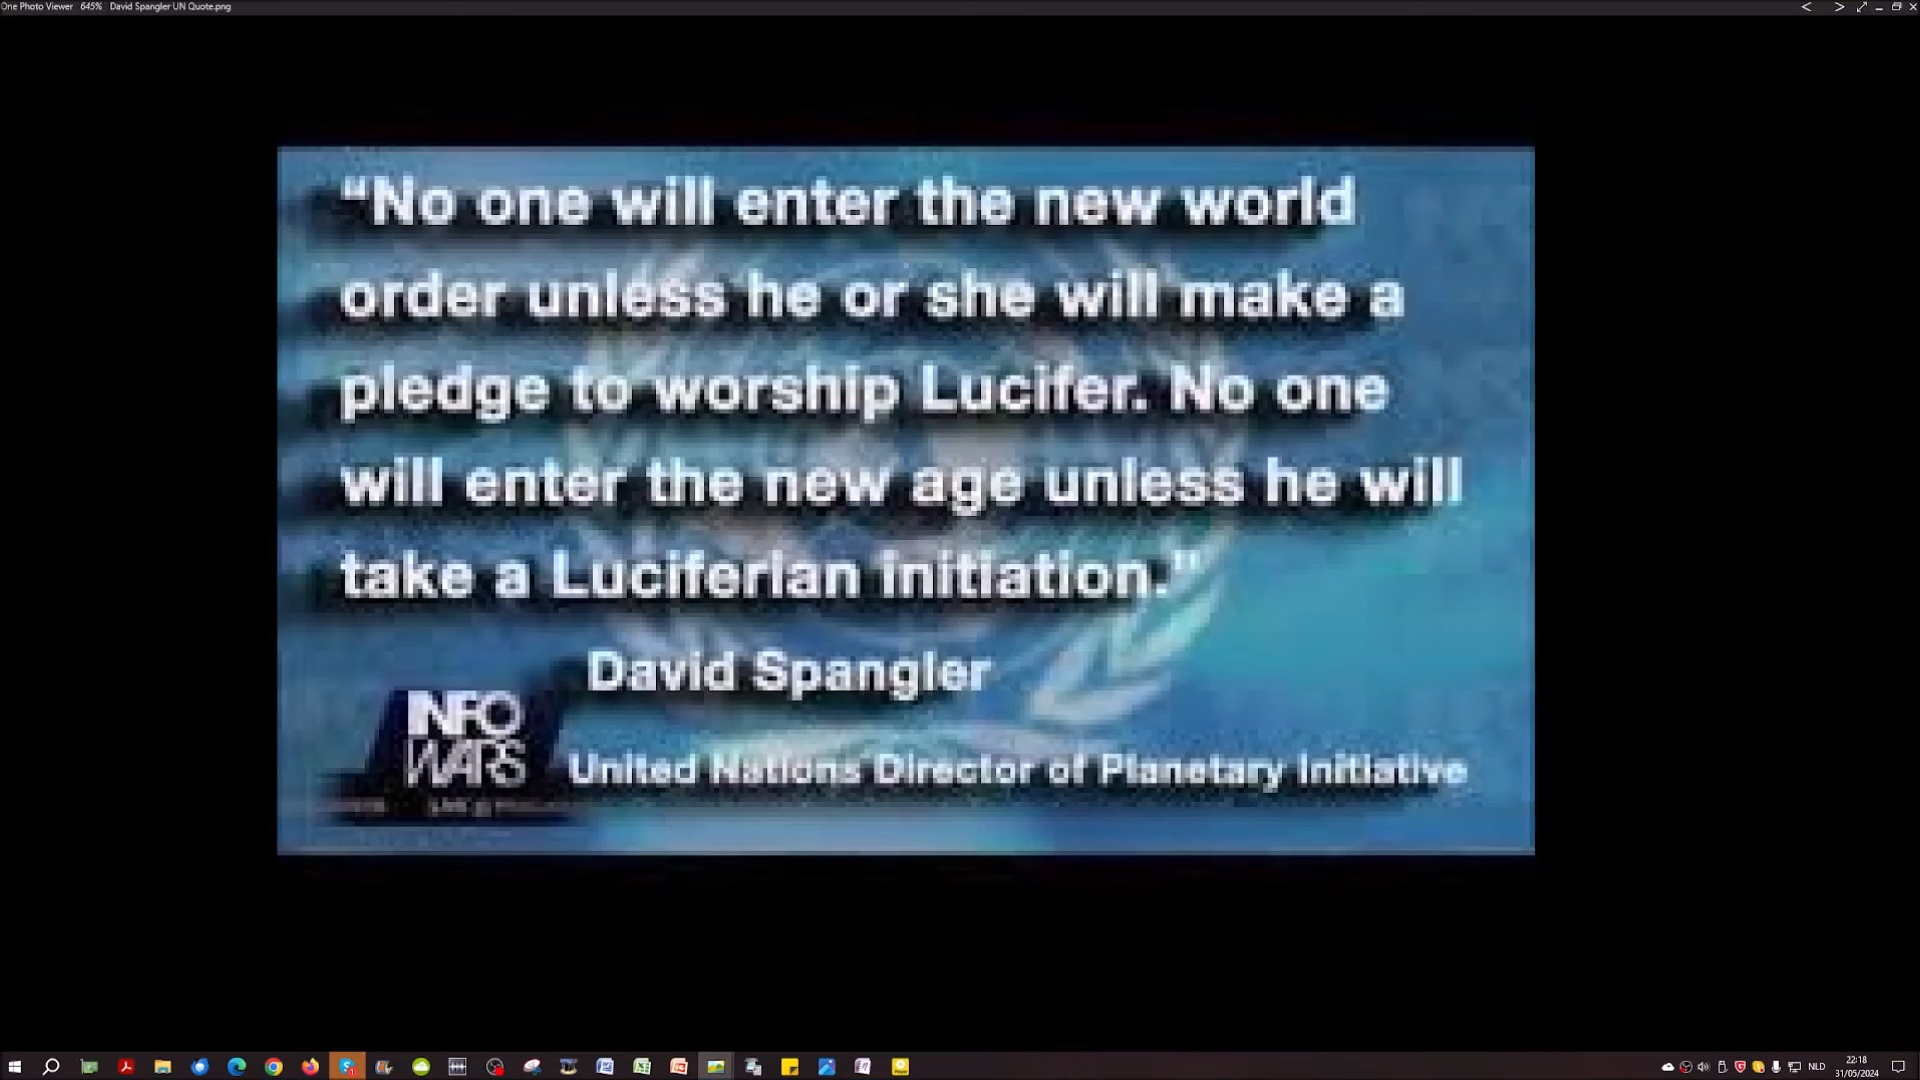 One Photo Viewer 645% David Spangler UN Quote.png
“No one will enter the new world
order unless he or she will make a
pledge to worship Lucifer. No one
will enter the new age unless he will
take a Luciferian initiation.”
David Spangler
INFO
WARS
United Nations Director of Planetary Initiative
22:18
NLD
31/05/2024